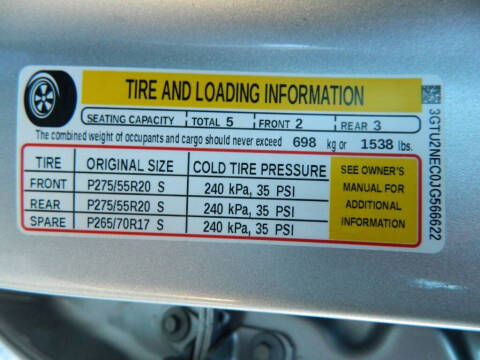 TIRE AND LOADING INFORMATION
SEATING CAPACITY TOTAL 5 FRONT 2 REAR 3
The combined weight of occupants and cargo should never exceed 698 kg or 1538 lbs.
TIRE ORIGINAL SIZE COLD TIRE PRESSURE
FRONT P275/55R20 S 240 kPa, 35 PSI
REAR P275/55R20 S 240 kPa, 35 PSI
SPARE P265/70R17 S 240 kPa, 35 PSI
SEE OWNER'S
MANUAL FOR
ADDITIONAL
INFORMATION
3GTU2NEC0JG566622